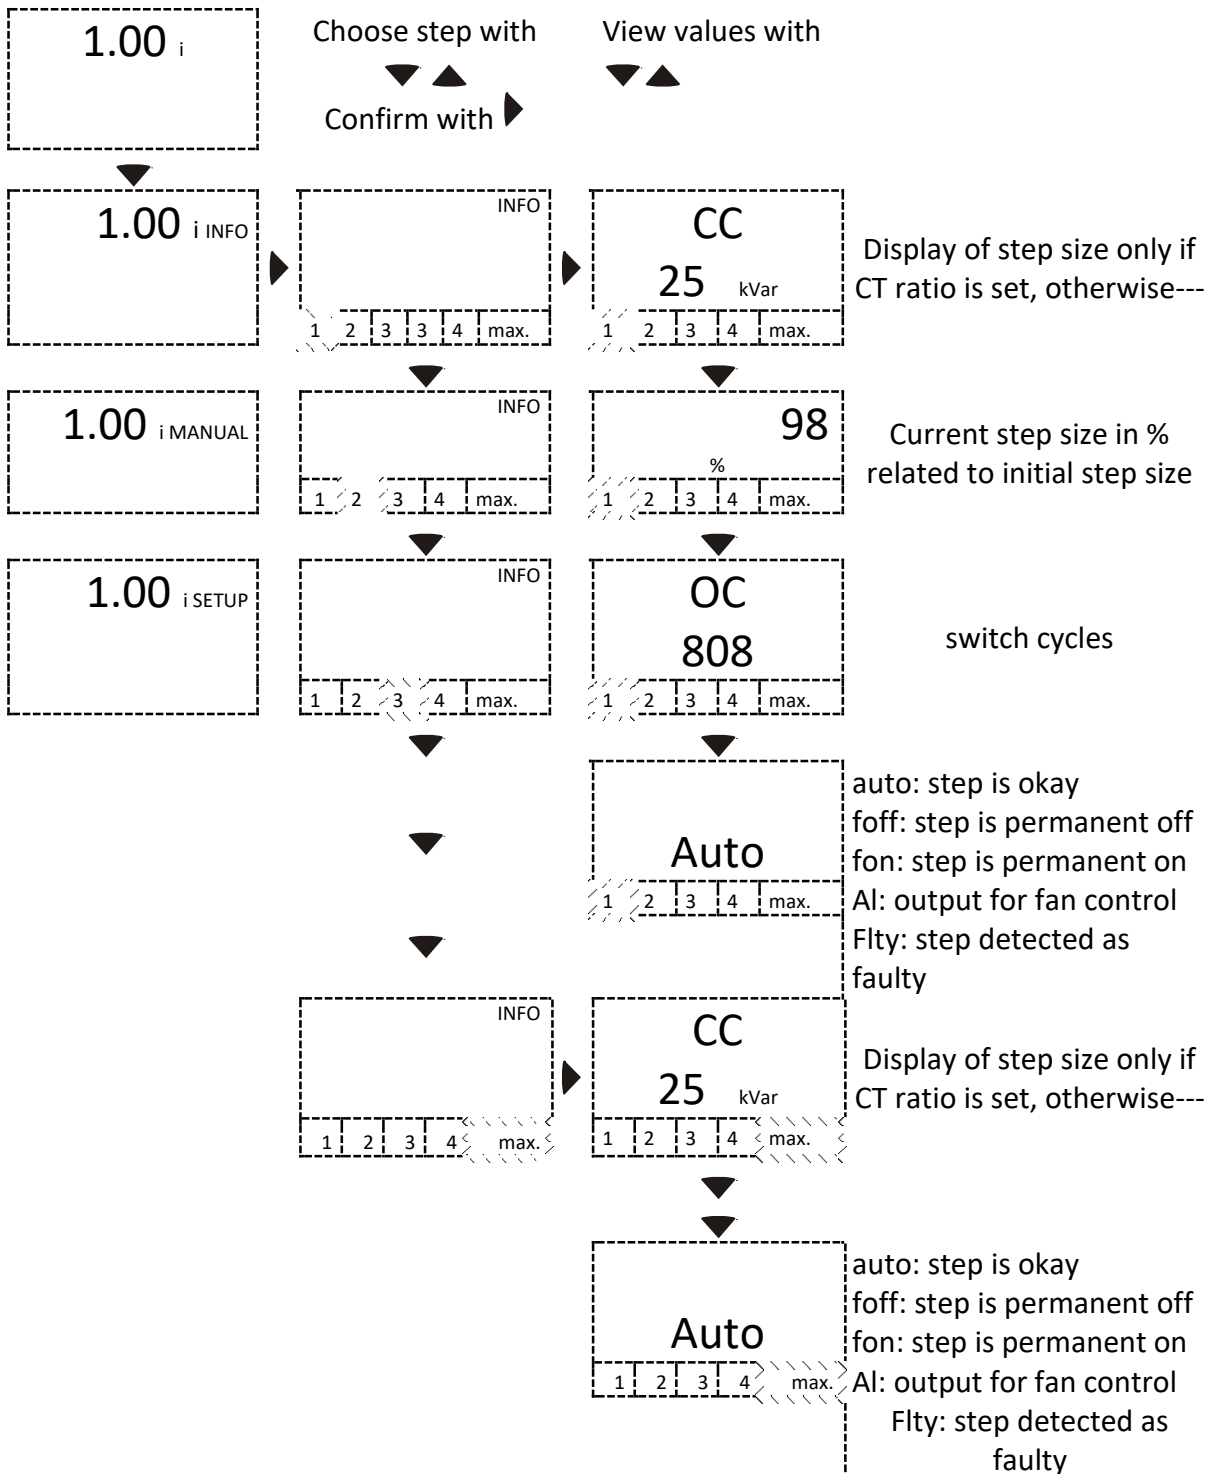 1.00 i
Choose step with
View values with
Confirm with
1.00 i INFO
INFO
1 2 3 3 4 max.
CC
25 kVar
1 2 3 4 max.
Display of step size only if
CT ratio is set, otherwise---
1.00 i MANUAL
INFO
1 2 3 4 max.
98
%
1 2 3 4 max.
Current step size in %
related to initial step size
1.00 i SETUP
INFO
1 2 3 4 max.
OC
808
1 2 3 4 max.
switch cycles
Auto
1 2 3 4 max.
auto: step is okay
foff: step is permanent off
fon: step is permanent on
Al: output for fan control
Flty: step detected as
faulty
INFO
1 2 3 4 max.
CC
25 kVar
1 2 3 4 max.
Display of step size only if
CT ratio is set, otherwise---
Auto
1 2 3 4 max.
auto: step is okay
foff: step is permanent off
fon: step is permanent on
Al: output for fan control
Flty: step detected as
faulty